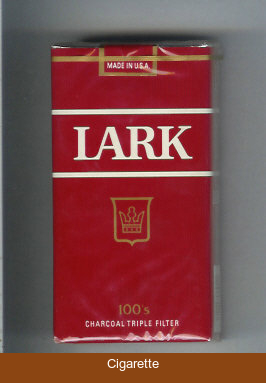 MADE IN U.S.A.
LARK
100's
CHARCOAL TRIPLE FILTER
Cigarette